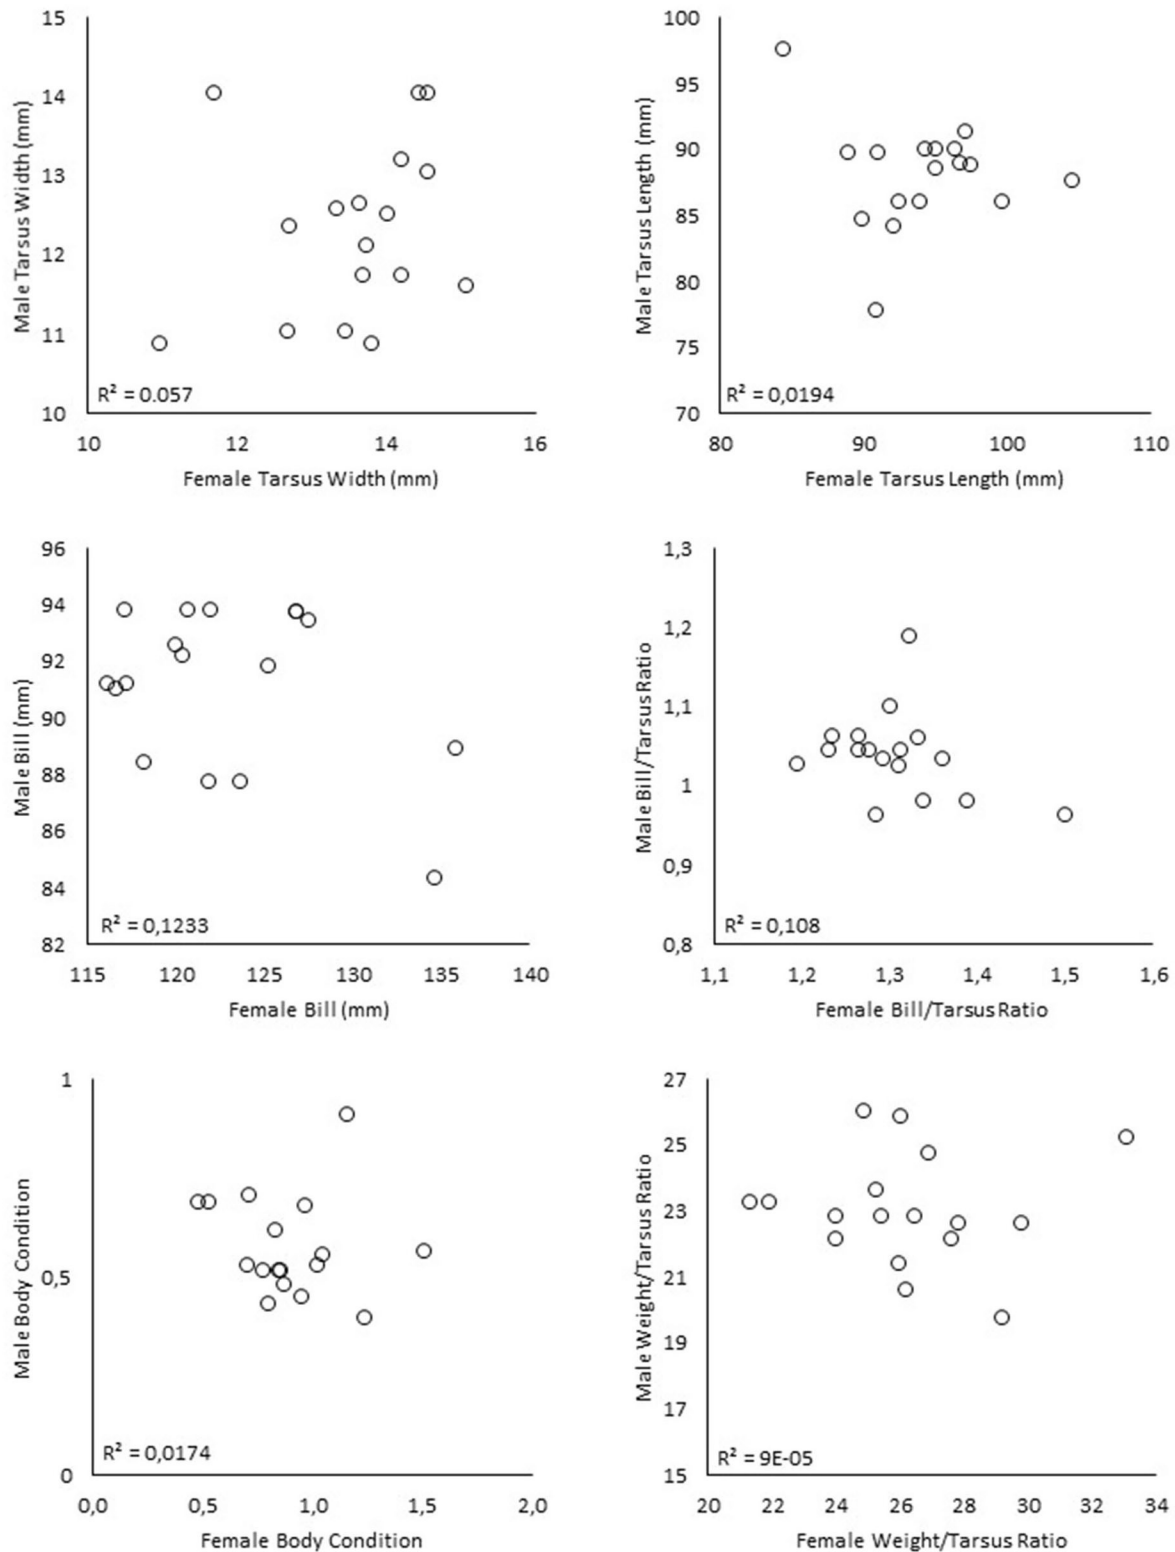 15
14
13
12
11
10
Male Tarsus Width (mm)
R² = 0.057
10 12 14 16
Female Tarsus Width (mm)
100
95
90
85
80
75
70
Male Tarsus Length (mm)
R² = 0,0194
80 90 100 110
Female Tarsus Length (mm)
96
94
92
90
88
86
84
82
Male Bill (mm)
R² = 0,1233
115 120 125 130 135 140
Female Bill (mm)
1,3
1,2
1,1
1
0,9
0,8
Male Bill/Tarsus Ratio
R² = 0,108
1,1 1,2 1,3 1,4 1,5 1,6
Female Bill/Tarsus Ratio
1
0,5
0
Male Body Condition
R² = 0,0174
0,0 0,5 1,0 1,5 2,0
Female Body Condition
27
25
23
21
19
17
15
Male Weight/Tarsus Ratio
R² = 9E-05
20 22 24 26 28 30 32 34
Female Weight/Tarsus Ratio